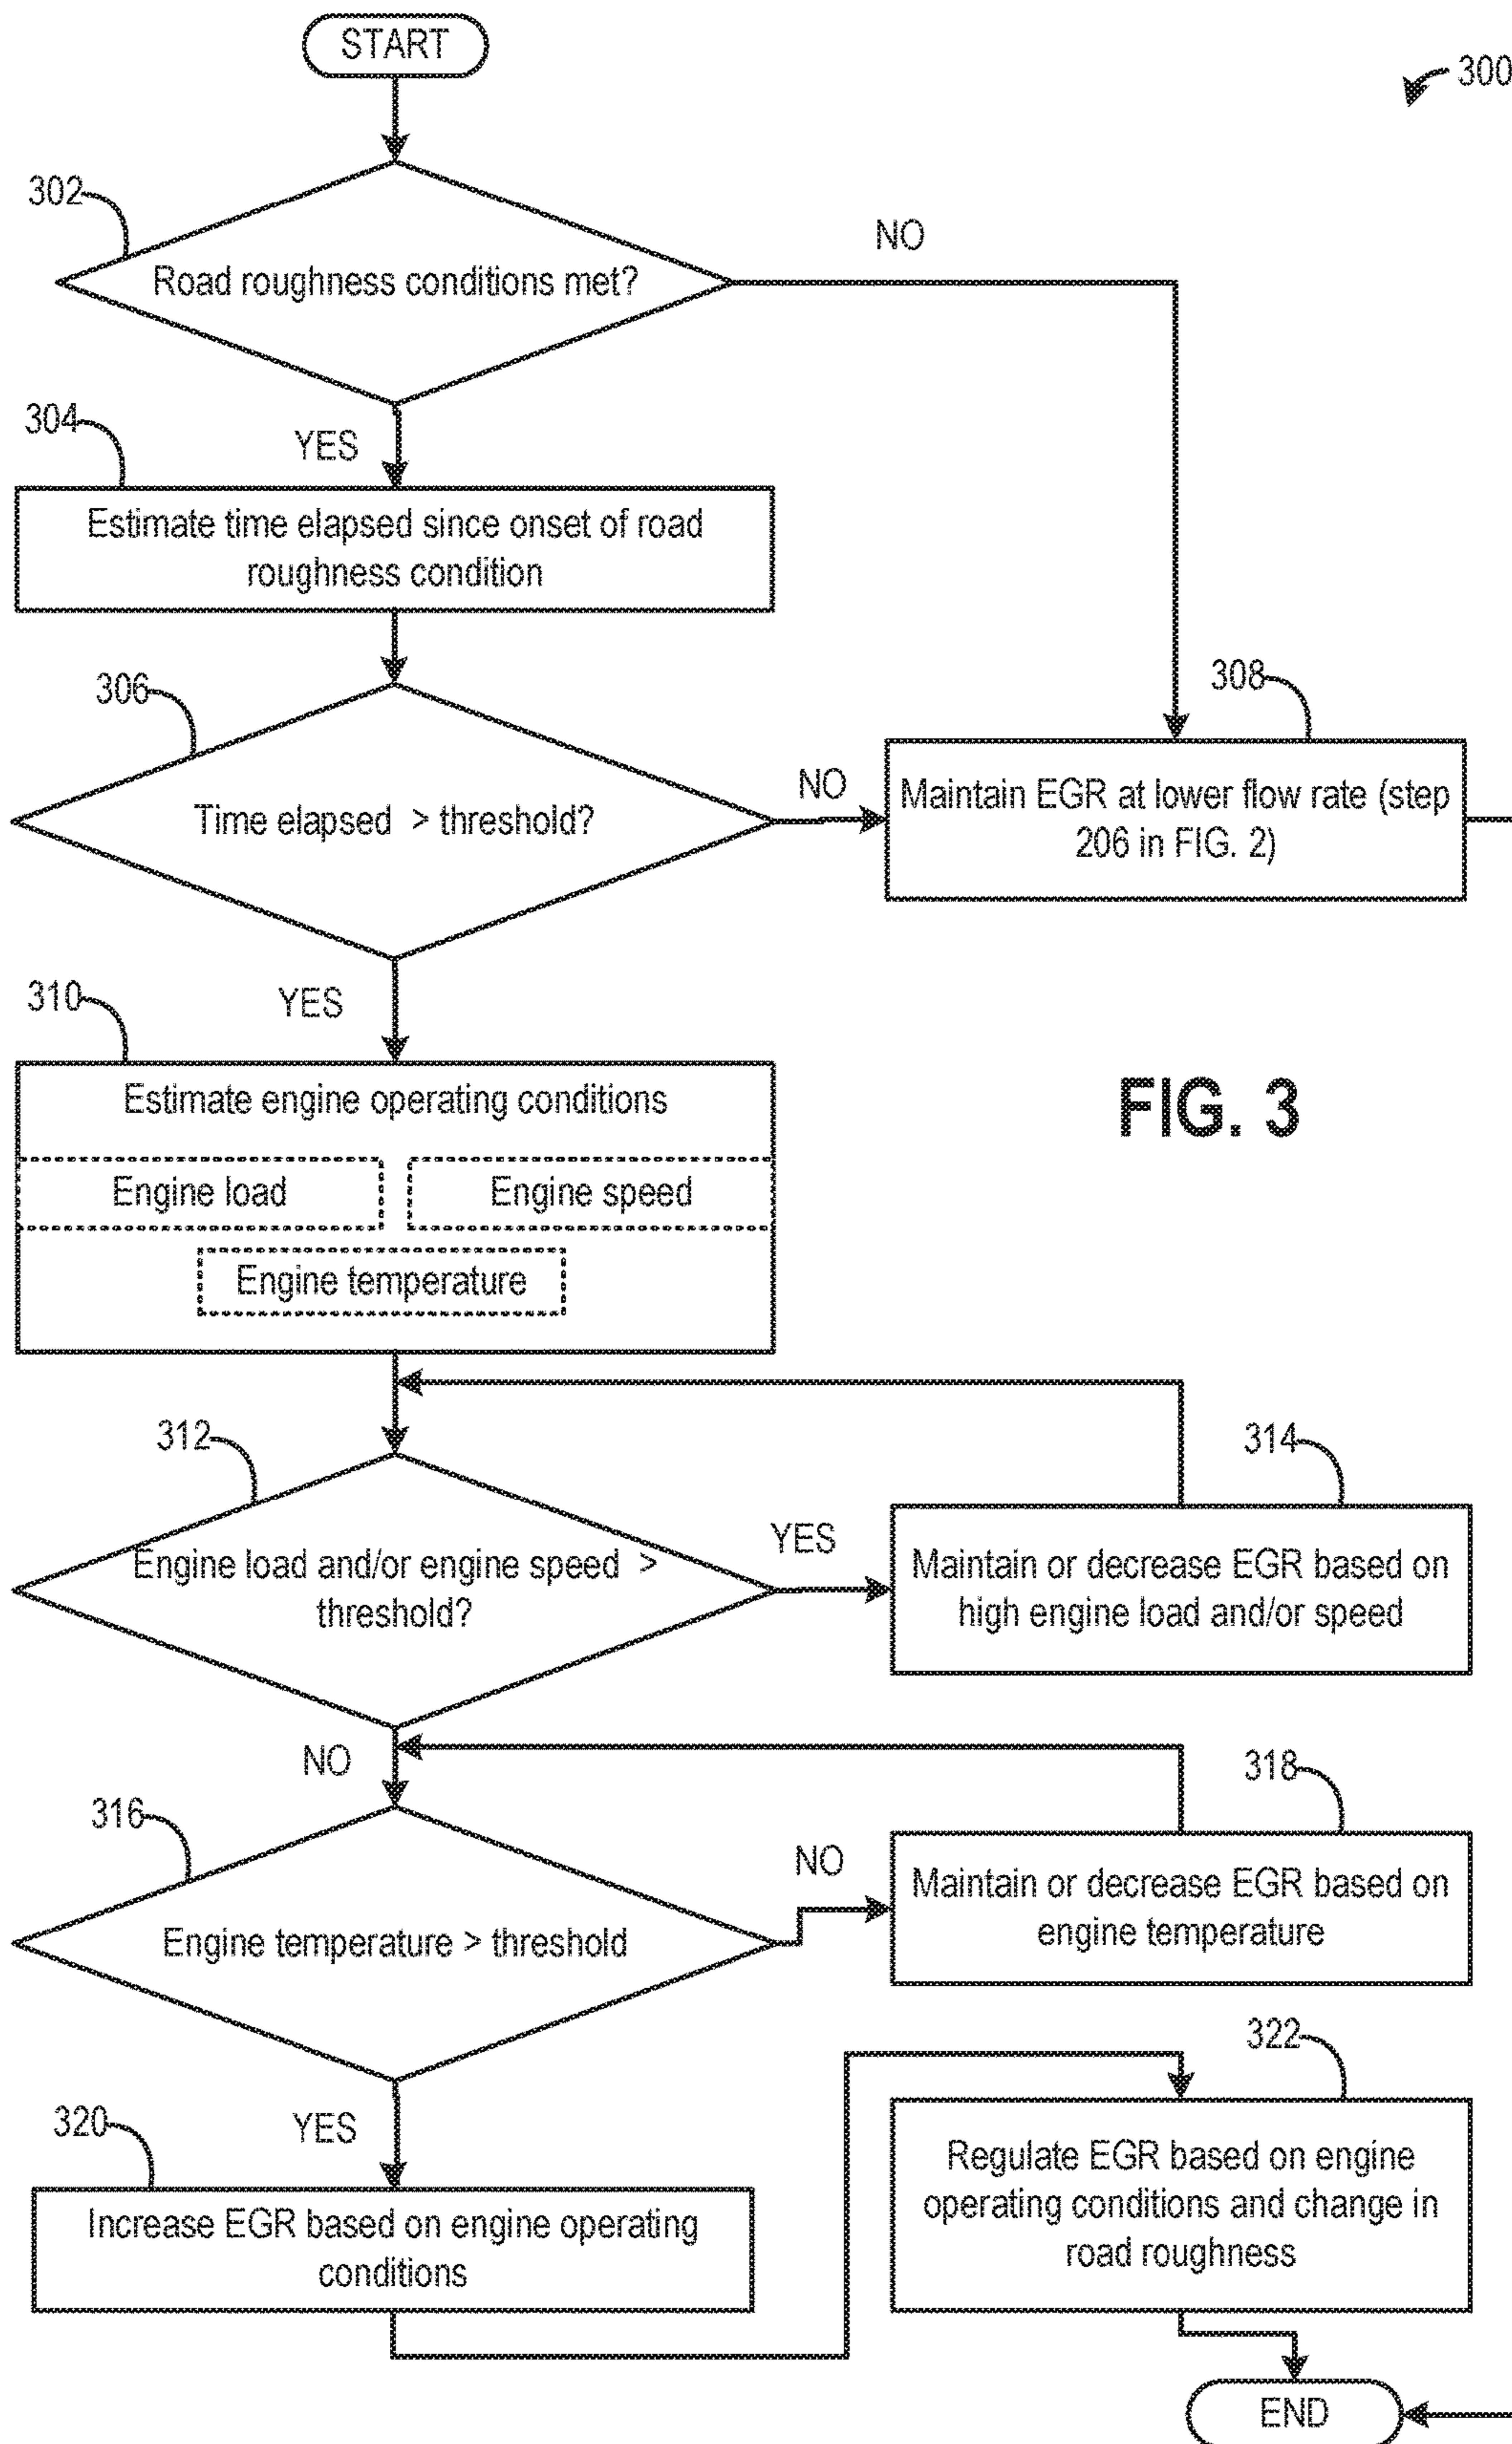 START
300
302
Road roughness conditions met?
NO
304
YES
Estimate time elapsed since onset of road
roughness condition
306
Time elapsed > threshold?
NO
308
Maintain EGR at lower flow rate (step
206 in FIG. 2)
310
YES
Estimate engine operating conditions
Engine load
Engine speed
Engine temperature
FIG. 3
312
Engine load and/or engine speed >
threshold?
YES
314
Maintain or decrease EGR based on
high engine load and/or speed
NO
316
Engine temperature > threshold
NO
318
Maintain or decrease EGR based on
engine temperature
320
YES
Increase EGR based on engine operating
conditions
322
Regulate EGR based on engine
operating conditions and change in
road roughness
END